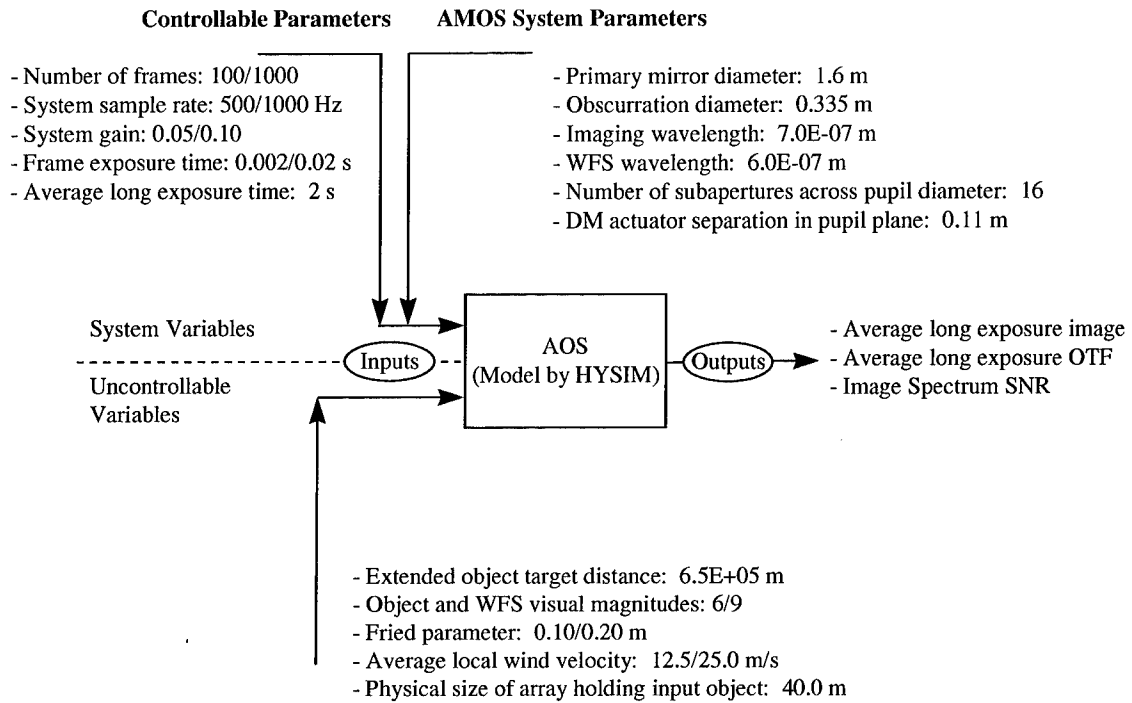 Controllable Parameters
AMOS System Parameters
- Number of frames: 100/1000
- System sample rate: 500/1000 Hz
- System gain: 0.05/0.10
- Frame exposure time: 0.002/0.02 s
- Average long exposure time: 2 s
- Primary mirror diameter: 1.6 m
- Obscurration diameter: 0.335 m
- Imaging wavelength: 7.0E-07 m
- WFS wavelength: 6.0E-07 m
- Number of subapertures across pupil diameter: 16
- DM actuator separation in pupil plane: 0.11 m
System Variables
Uncontrollable
Variables
Inputs
AOS
(Model by HYSIM)
Outputs
- Average long exposure image
- Average long exposure OTF
- Image Spectrum SNR
- Extended object target distance: 6.5E+05 m
- Object and WFS visual magnitudes: 6/9
- Fried parameter: 0.10/0.20 m
- Average local wind velocity: 12.5/25.0 m/s
- Physical size of array holding input object: 40.0 m